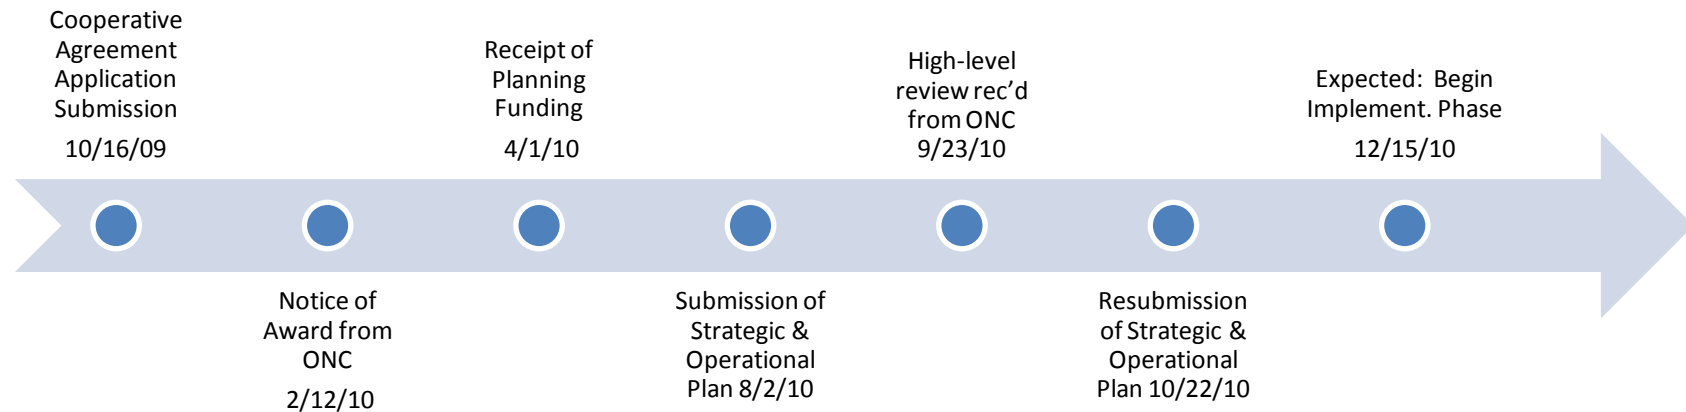 Cooperative
Agreement
Application
Submission
10/16/09
Notice of
Award from
ONC
2/12/10
Receipt of
Planning
Funding
4/1/10
Submission of
Strategic &
Operational
Plan 8/2/10
High-level
review rec’d
from ONC
9/23/10
Resubmission
of Strategic &
Operational
Plan 10/22/10
Expected:  Begin
Implement. Phase
12/15/10